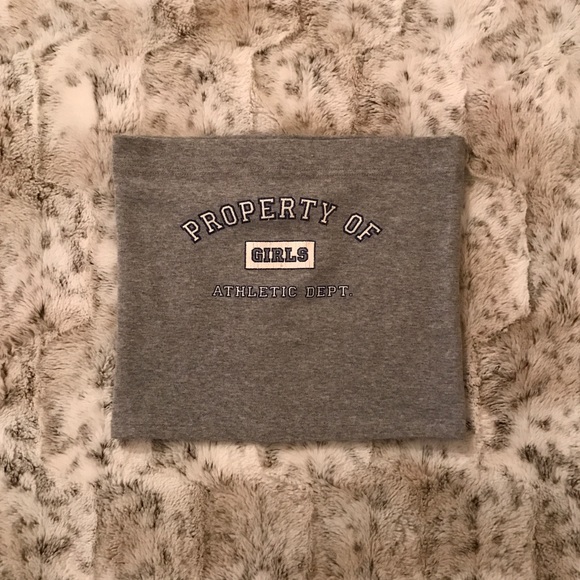 PROPERTY OF
GIRLS
ATHLETIC DEPT.